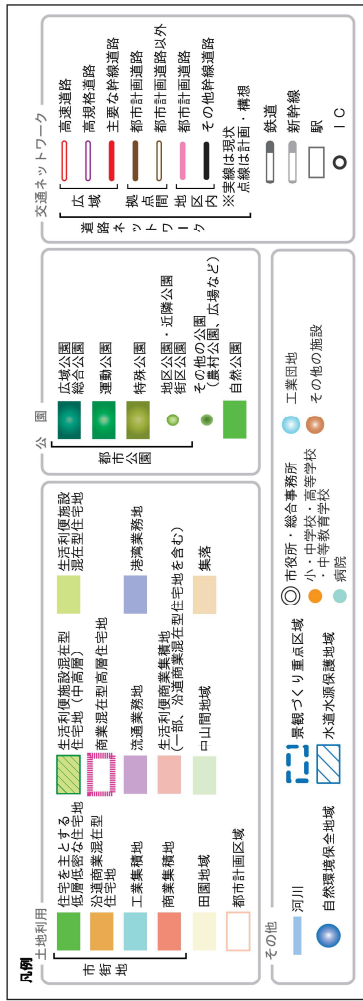 凡例
土地利用
市街地
住宅を主とする
低層低密な住宅地
沿道商業混在型
住宅地
工業集積地
商業集積地
田園地域
都市計画区域
生活利便施設混在型
住宅地（中高層）
商業混在型高層住宅地
流通業務地
生活利便商業集積地
（一部、沿道商業混在型住宅地を含む）
中山間地域
生活利便施設
混在型住宅地
港湾業務地
集落
公園
都市公園
広域公園
総合公園
運動公園
特殊公園
地区公園・近隣公園
街区公園
その他の公園
（農村公園、広場など）
自然公園
交通ネットワーク
道路ネットワーク
広域
高速道路
高規格道路
主要な幹線道路
拠点間
都市計画道路
都市計画道路以外
地区内
都市計画道路
その他幹線道路
※実線は現状
点線は計画・構想
鉄道
新幹線
駅
ＩＣ
その他
河川
自然環境保全地域
景観づくり重点区域
水道水源保護地域
市役所・総合事務所
小・中学校・高等学校
・中等教育学校
病院
工業団地
その他の施設